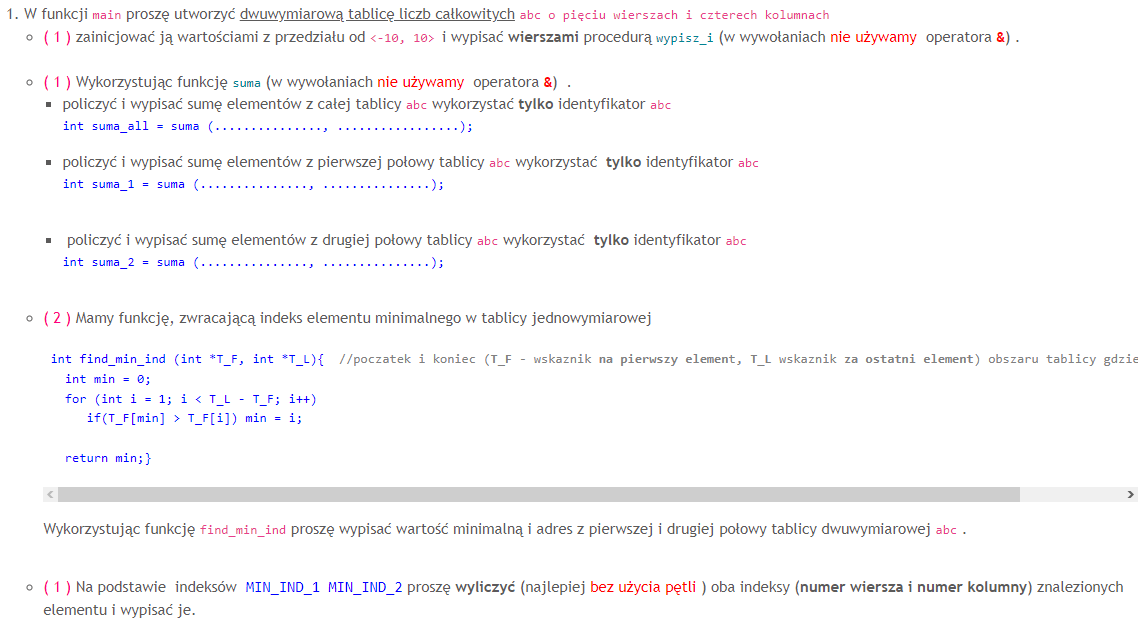 1. W funkcji main proszę utworzyć dwuwymiarową tablicę liczb całkowitych abc o pięciu wierszach i czterech kolumnach
( 1 ) zainicjować ją wartościami z przedziału od <-10, 10> i wypisać wierszami procedurą wypisz_i (w wywołaniach nie używamy operatora &) .
( 1 ) Wykorzystując funkcję suma (w wywołaniach nie używamy operatora &) .
policzyć i wypisać sumę elementów z całej tablicy abc wykorzystać tylko identyfikator abc
int suma_all = suma (..............., .................);
policzyć i wypisać sumę elementów z pierwszej połowy tablicy abc wykorzystać tylko identyfikator abc
int suma_1 = suma (..............., ...............);
policzyć i wypisać sumę elementów z drugiej połowy tablicy abc wykorzystać tylko identyfikator abc
int suma_2 = suma (..............., ...............);
( 2 ) Mamy funkcję, zwracającą indeks elementu minimalnego w tablicy jednowymiarowej
int find_min_ind (int *T_F, int *T_L){ //poczatek i koniec (T_F - wskaznik na pierwszy element, T_L wskaznik za ostatni element) obszaru tablicy gdzie
int min = 0;
for (int i = 1; i < T_L - T_F; i++)
if(T_F[min] > T_F[i]) min = i;
return min;}
Wykorzystując funkcję find_min_ind proszę wypisać wartość minimalną i adres z pierwszej i drugiej połowy tablicy dwuwymiarowej abc .
( 1 ) Na podstawie indeksów MIN_IND_1 MIN_IND_2 proszę wyliczyć (najlepiej bez użycia pętli ) oba indeksy (numer wiersza i numer kolumny) znalezionych
elementu i wypisać je.